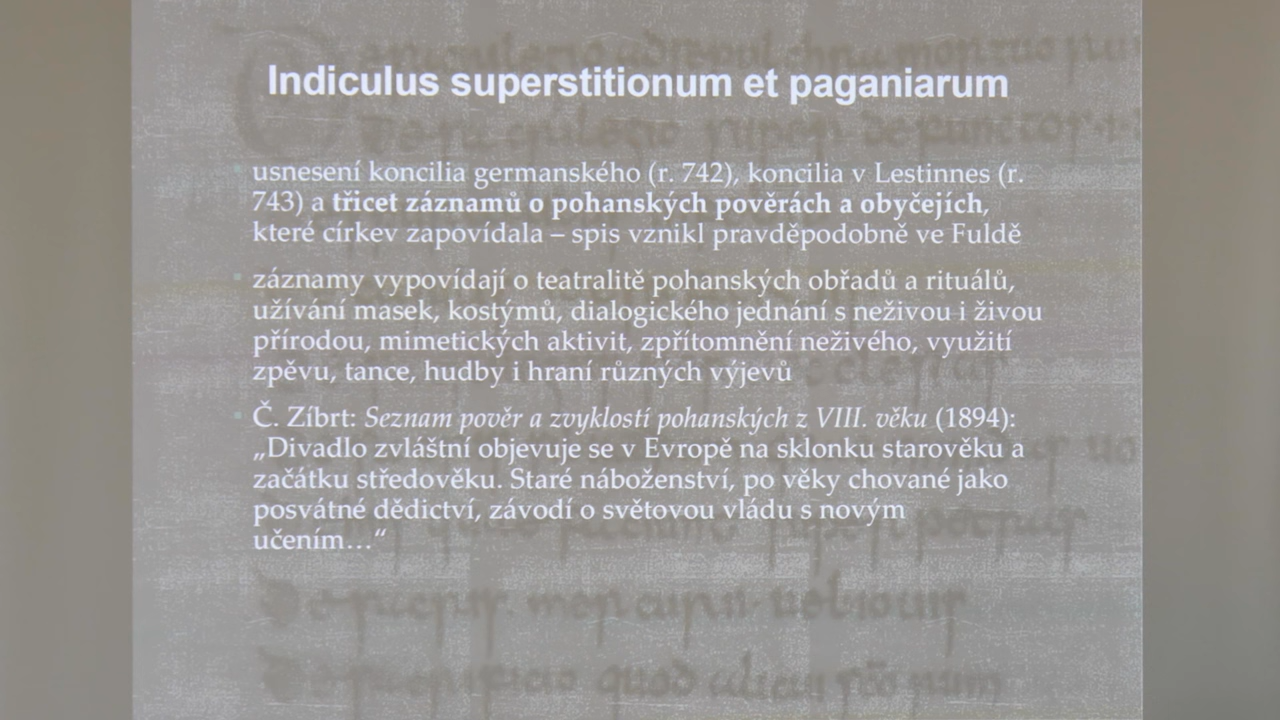 Indiculus superstitionum et paganiarum
usnesení koncilia germanského (r. 742), koncilia v Lestinnes (r.
743) a třicet záznamů o pohanských pověrách a obyčejích,
které církev zapovídala – spis vznikl pravděpodobně ve Fuldě
záznamy vypovídají o teatralitě pohanských obřadů a rituálů,
užívání masek, kostýmů, dialogického jednání s neživou i živou
přírodou, mimetických aktivit, zpřítomnění neživého, využití
zpěvu, tance, hudby i hraní různých výjevů
Č. Zíbrt: Seznam pověr a zvyklostí pohanských z VIII. věku (1894):
„Divadlo zvláštní objevuje se v Evropě na sklonku starověku a
začátku středověku. Staré náboženství, po věky chované jako
posvátné dědictví, závodí o světovou vládu s novým
učením…“